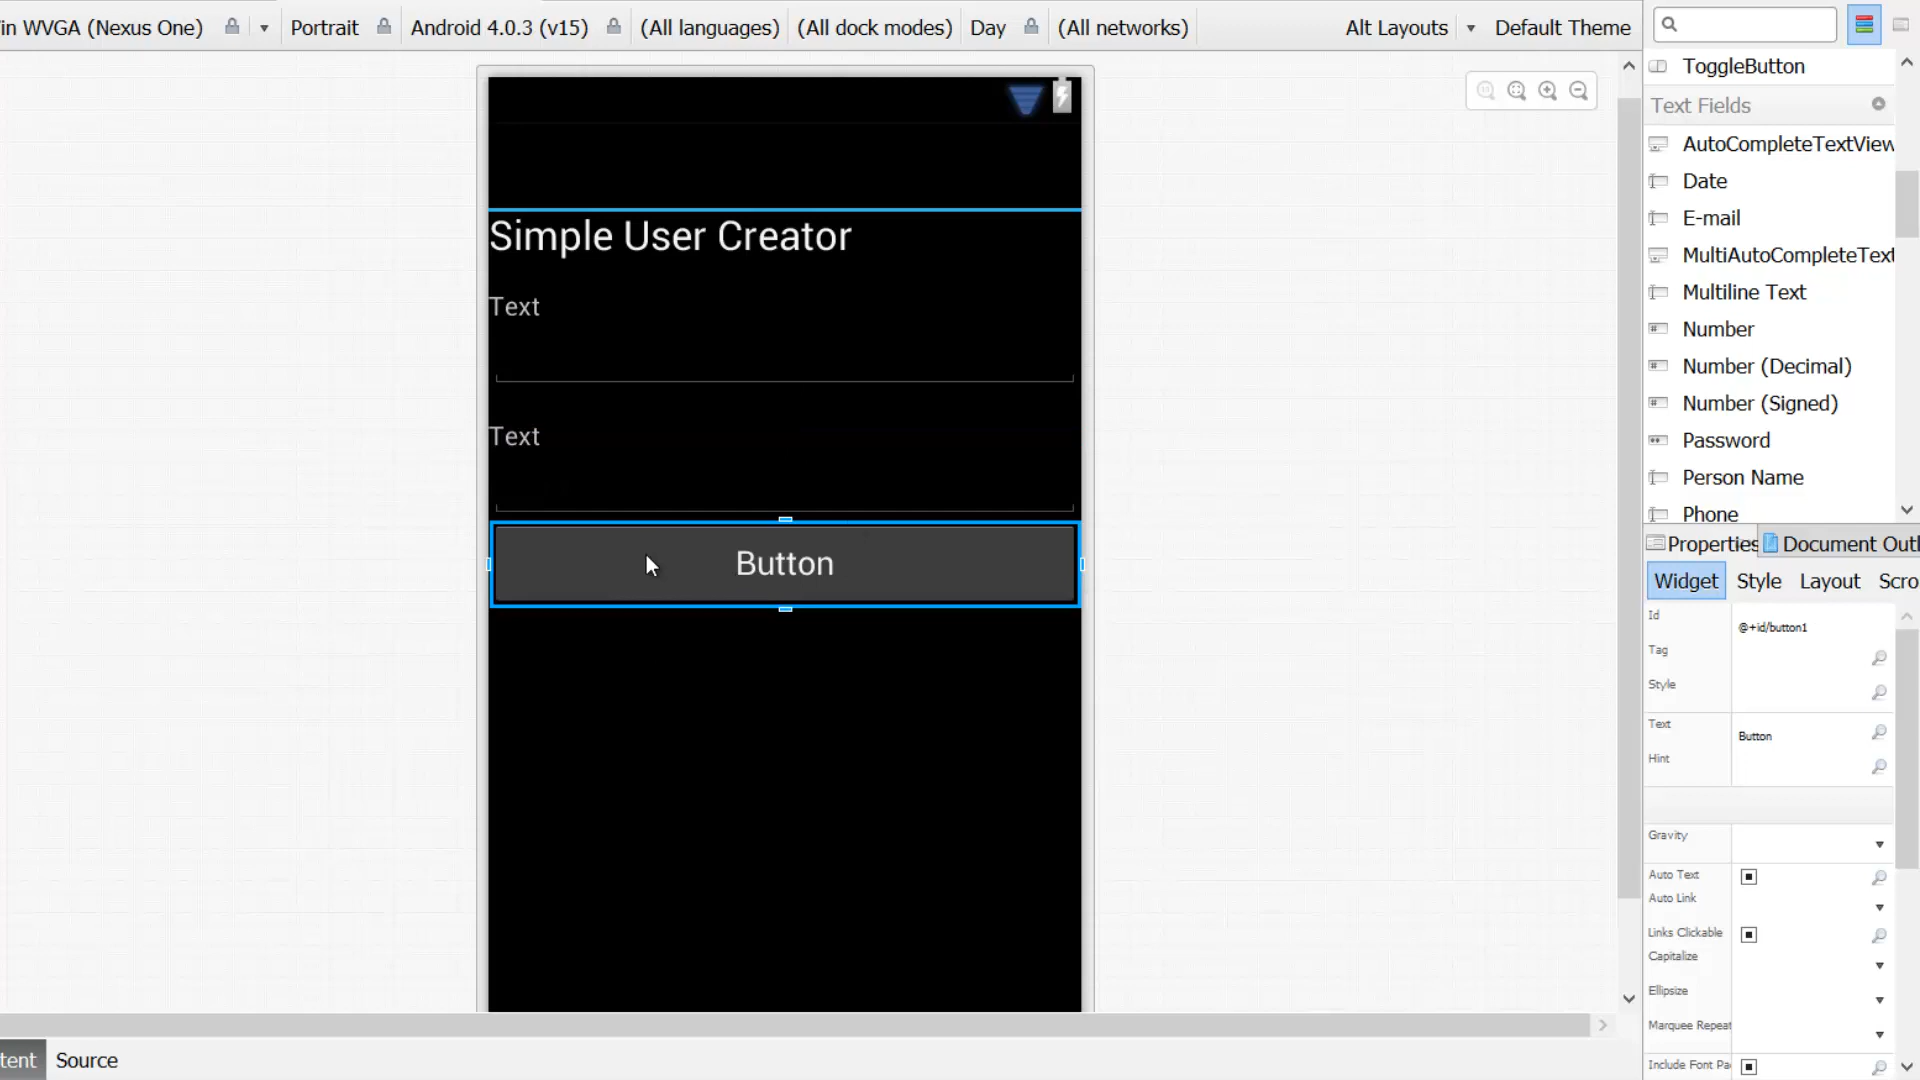 in WVGA (Nexus One) Portrait Android 4.0.3 (v15) (All languages) (All dock modes) Day (All networks) Alt Layouts Default Theme
ToggleButton
Text Fields
AutoCompleteTextView
Date
E-mail
MultiAutoCompleteText
Multiline Text
Number
Number (Decimal)
Number (Signed)
Password
Person Name
Phone
Simple User Creator
Text
Text
Button
Properties Document Outl
Widget Style Layout Scro
Id @+id/button1
Tag
Style
Text Button
Hint
Gravity
Auto Text
Auto Link
Links Clickable
Capitalize
Ellipsize
Marquee Repeat
Include Font Pa
tent Source